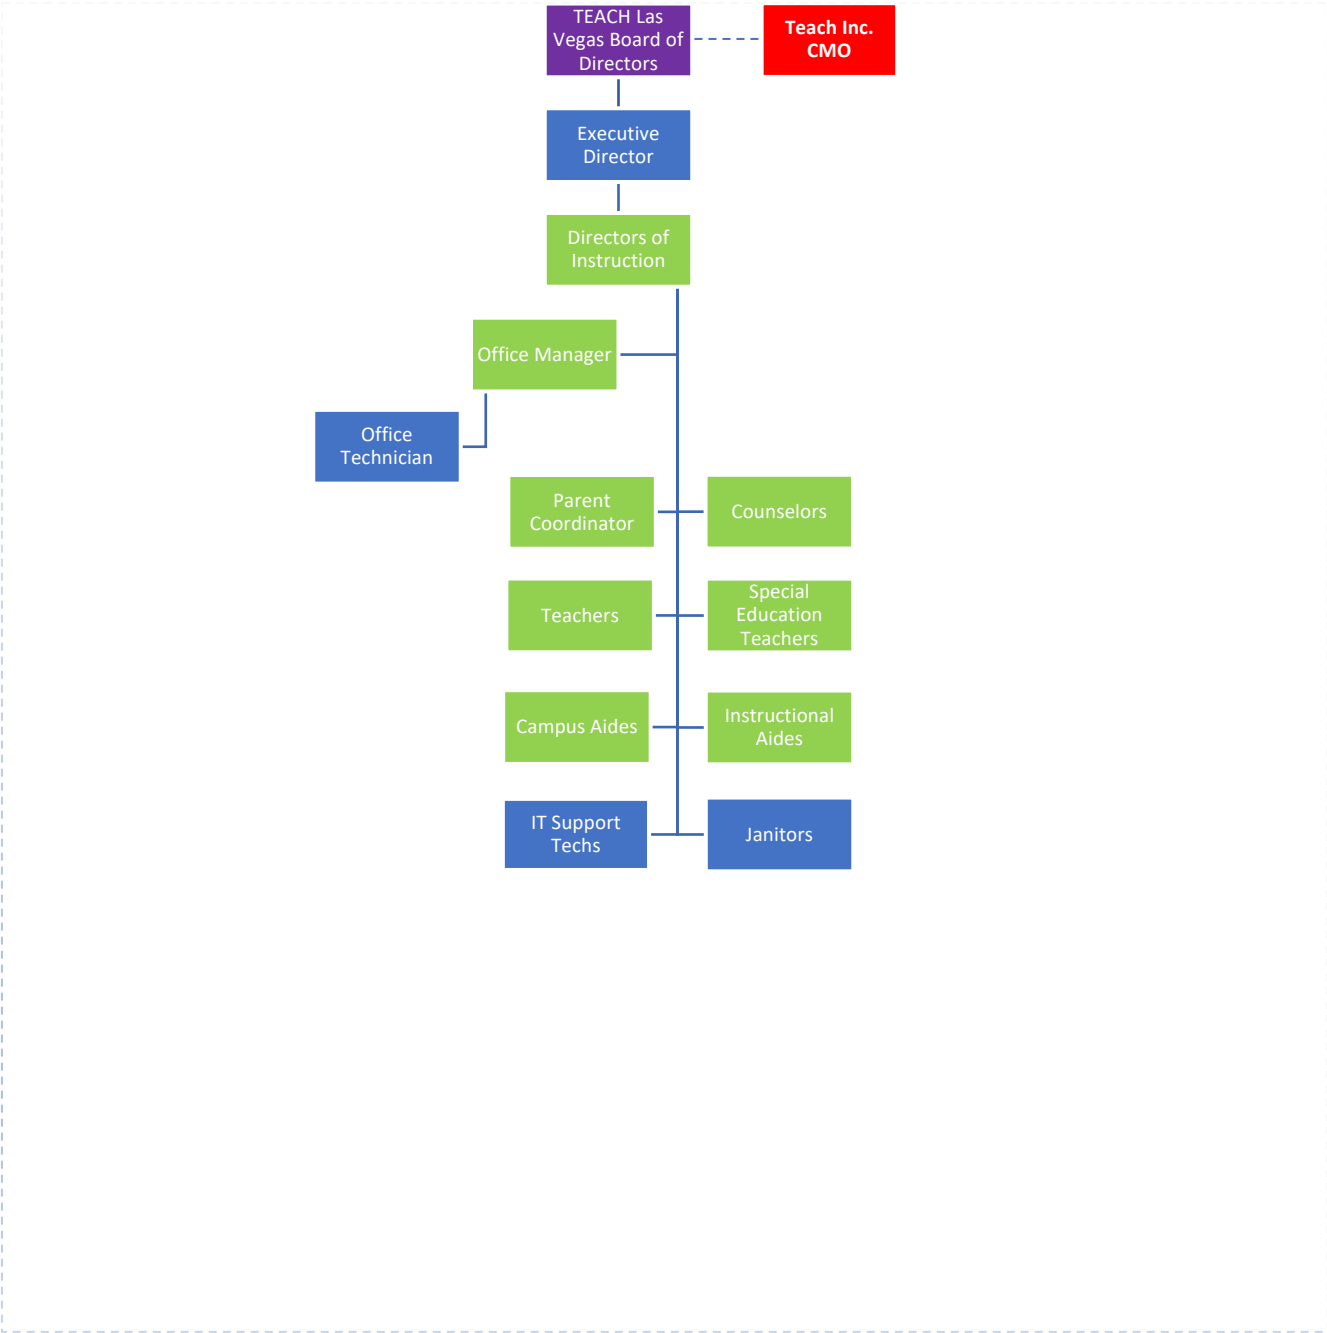 TEACH Las
Vegas Board of
Directors
Teach Inc.
CMO
Executive
Director
Directors of
Instruction
Office Manager
Office
Technician
Parent
Coordinator
Counselors
Teachers
Special
Education
Teachers
Campus Aides
Instructional
Aides
IT Support
Techs
Janitors